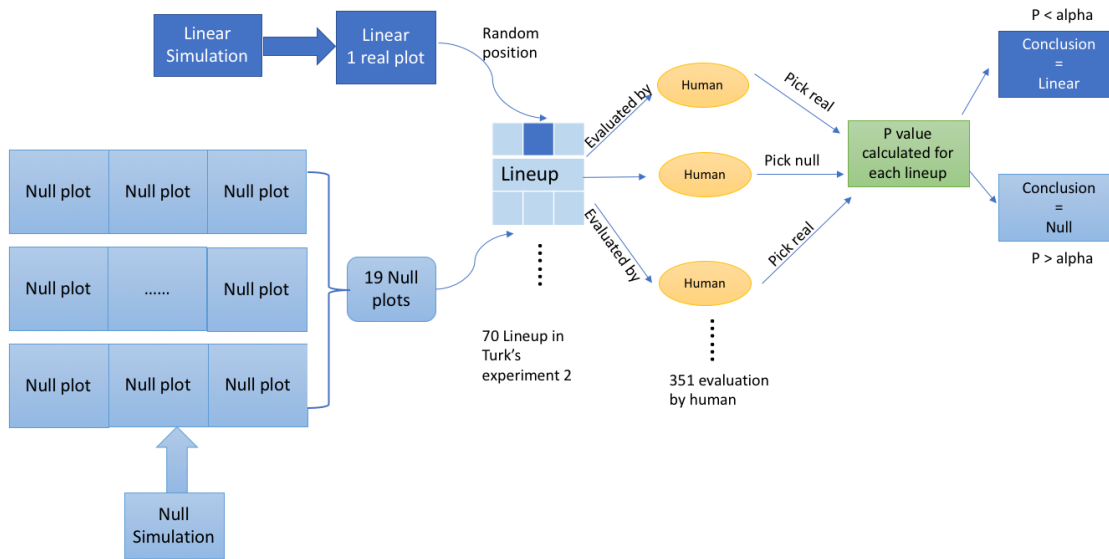 Linear
Simulation
Linear
1 real plot
Random
position
Null plot
Null plot
Null plot
Null plot
......
Null plot
Null plot
Null plot
Null plot
Null
Simulation
19 Null
plots
Lineup
70 Lineup in
Turk's
experiment 2
Evaluated by
Evaluated by
Human
Human
Human
351 evaluation
by human
Pick real
Pick null
Pick real
P value
calculated for
each lineup
P < alpha
Conclusion
=
Linear
Conclusion
=
Null
P > alpha